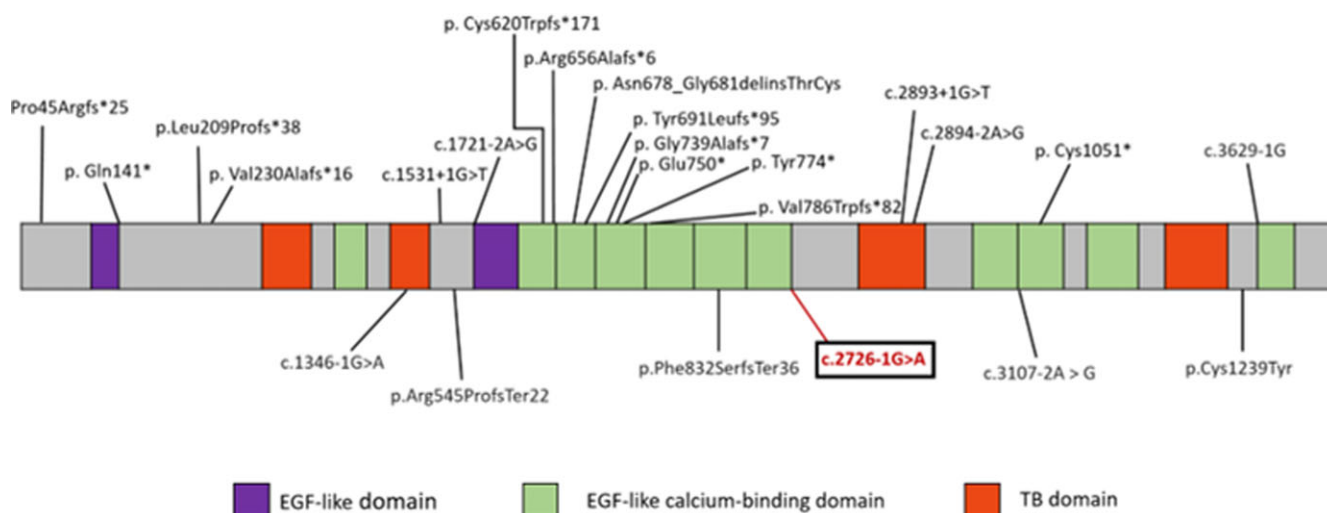 p. Cys620Trpfs*171
p.Arg656Alafs*6
p. Asn678_Gly681delinsThrCys
c.2893+1G>T
Pro45Argfs*25
p.Leu209Profs*38
p. Tyr691Leufs*95
c.2894-2A>G
p. Gly739Alafs*7
c.1721-2A>G
p. Cys1051*
c.3629-1G
p. Glu750*
p. Tyr774*
p. Gln141*
p. Val230Alafs*16
c.1531+1G>T
p. Val786Trpfs*82
c.1346-1G>A
p.Phe832SerfsTer36
c.2726-1G>A
c.3107-2A > G
p.Cys1239Tyr
p.Arg545ProfsTer22
EGF-like domain
EGF-like calcium-binding domain
TB domain